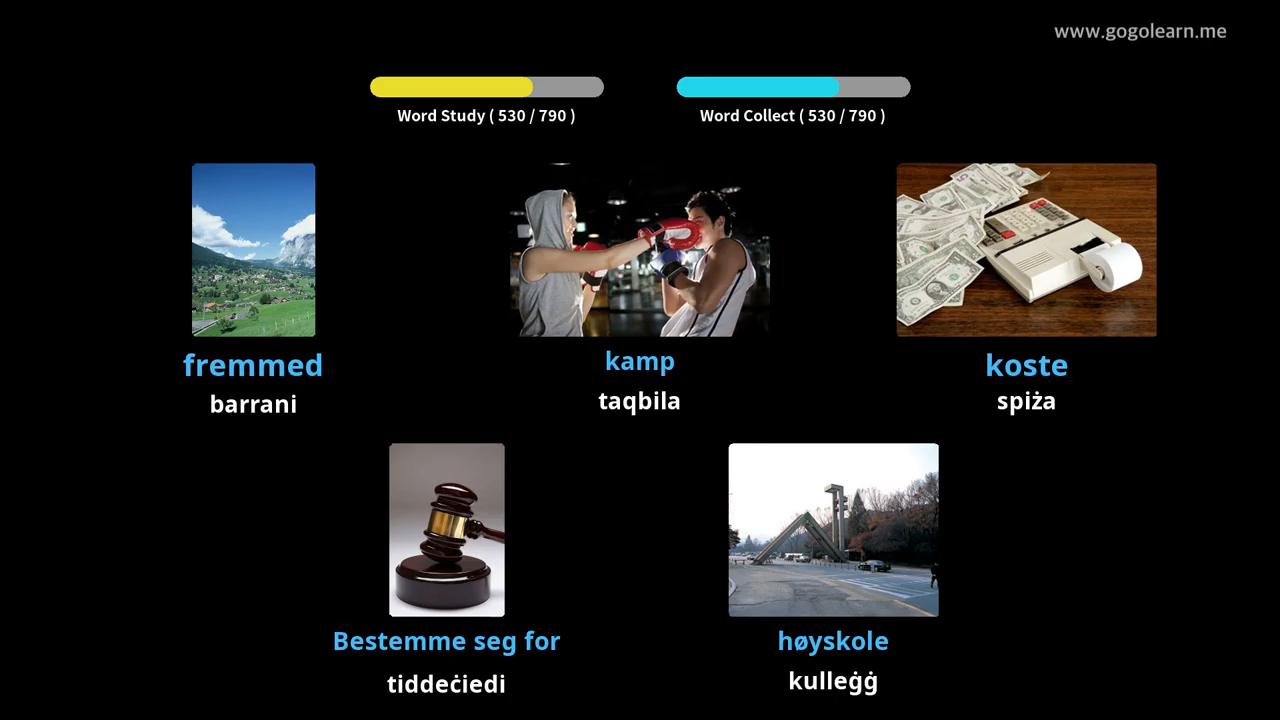 www.gogolearn.me
Word Study ( 530 / 790 )
Word Collect ( 530 / 790 )
fremmed
barrani
kamp
taqbila
koste
spiża
Bestemme seg for
tiddeċiedi
høyskole
kulleġġ